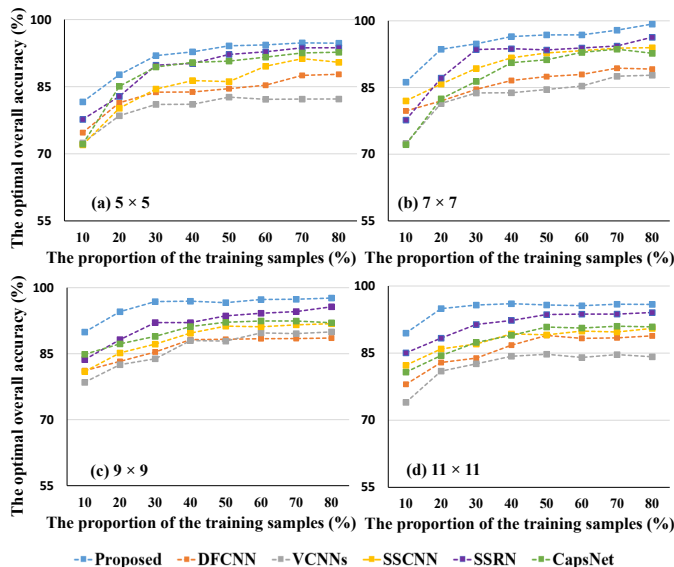 The optimal overall accuracy (%)
100
85
70
55
(a) 5 × 5
10 20 30 40 50 60 70 80
The proportion of the training samples (%)
100
85
70
55
(b) 7 × 7
10 20 30 40 50 60 70 80
The proportion of the training samples (%)
The optimal overall accuracy (%)
100
85
70
55
(c) 9 × 9
10 20 30 40 50 60 70 80
The proportion of the training samples (%)
100
85
70
55
(d) 11 × 11
10 20 30 40 50 60 70 80
The proportion of the training samples (%)
Proposed DFCNN VCNNs SSCNN SSRN CapsNet